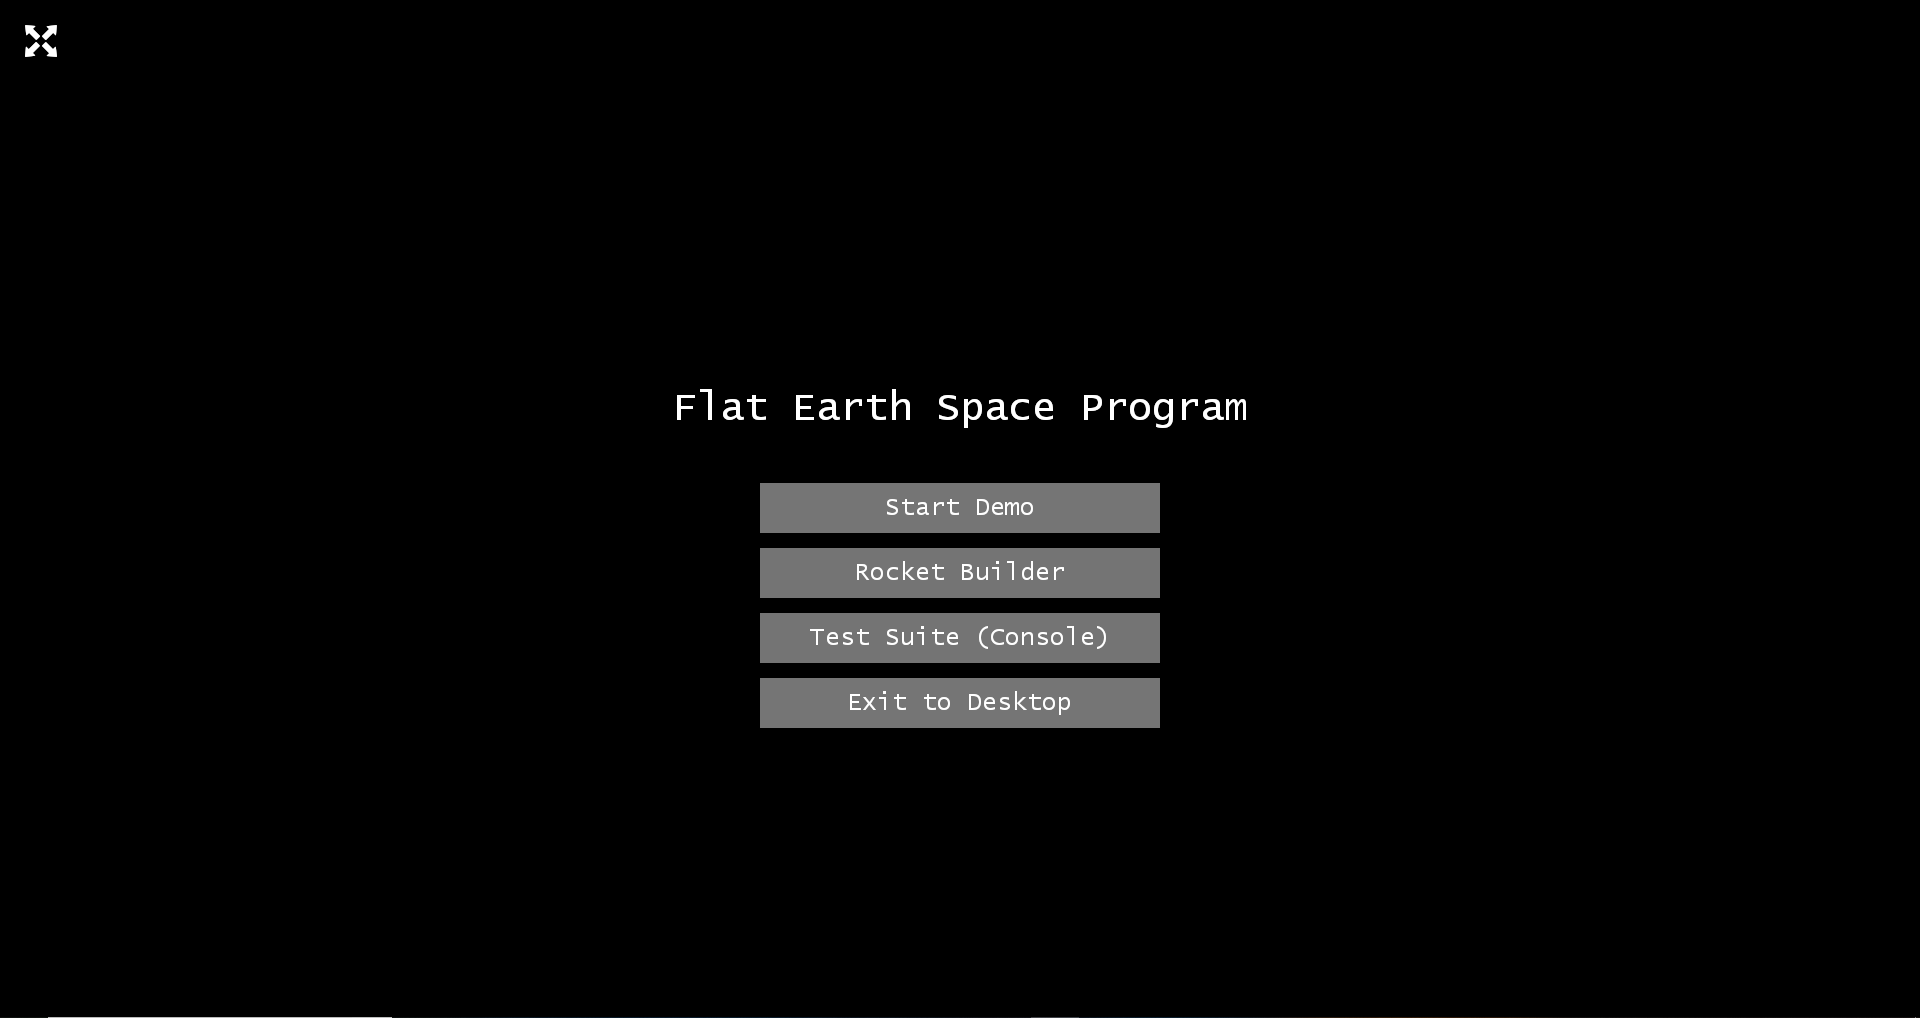 Flat Earth Space Program
Start Demo
Rocket Builder
Test Suite (Console)
Exit to Desktop